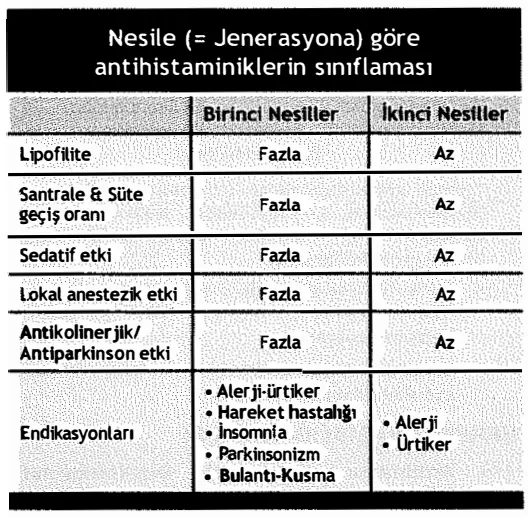 Nesile (= Jenerasyona) göre
antihistaminiklerin sınıflaması
Birinci Nesiller İkinci Nesiller
Lipofilite Fazla Az
Santrale & Süte
geçiş oranı Fazla Az
Sedatif etki Fazla Az
Lokal anestezik etki Fazla Az
Antikolinerjik/
Antiparkinson etki Fazla Az
Endikasyonları
• Alerji-ürtiker
• Hareket hastalığı
• İnsomnia
• Parkinsonizm
• Bulantı-Kusma
• Alerji
• Ürtiker